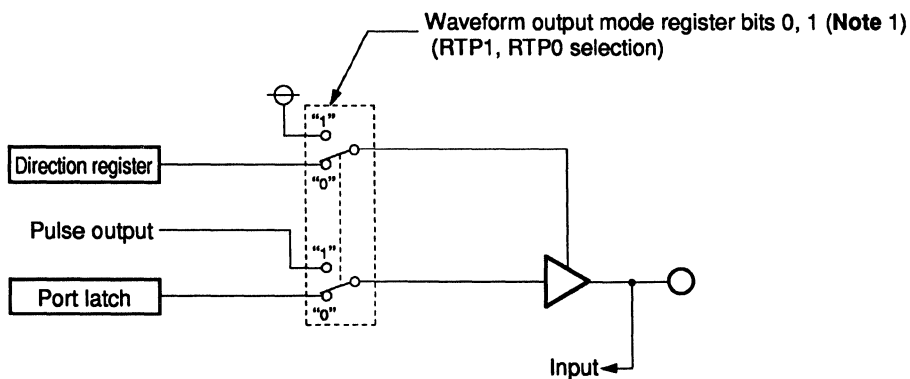 Waveform output mode register bits 0, 1 (Note 1)
(RTP1, RTP0 selection)
"1"
Direction register
"0"
Pulse output
"1"
Port latch
"0"
Input